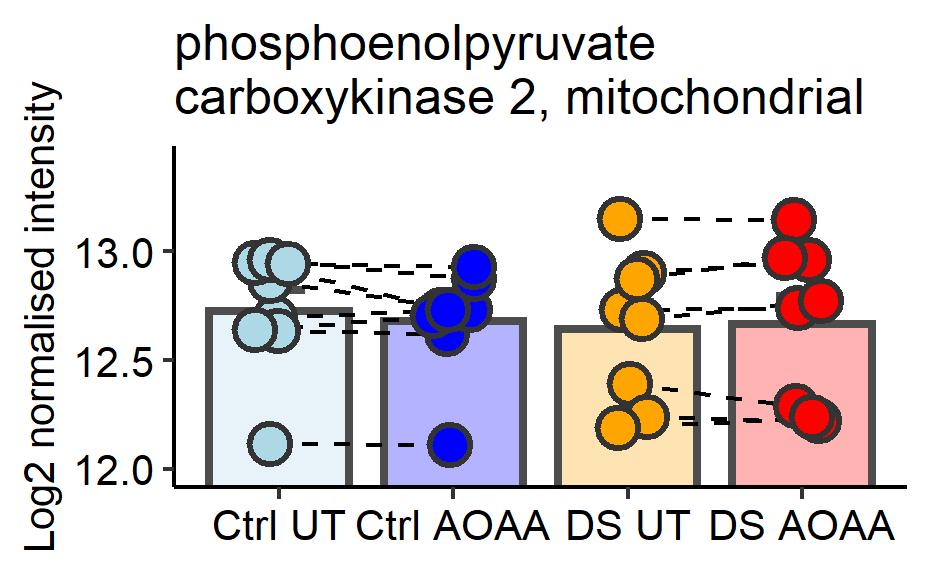 phosphoenolpyruvate
carboxykinase 2, mitochondrial
Log2 normalised intensity
13.0
12.5
12.0
Ctrl UT Ctrl AOAA DS UT DS AOAA